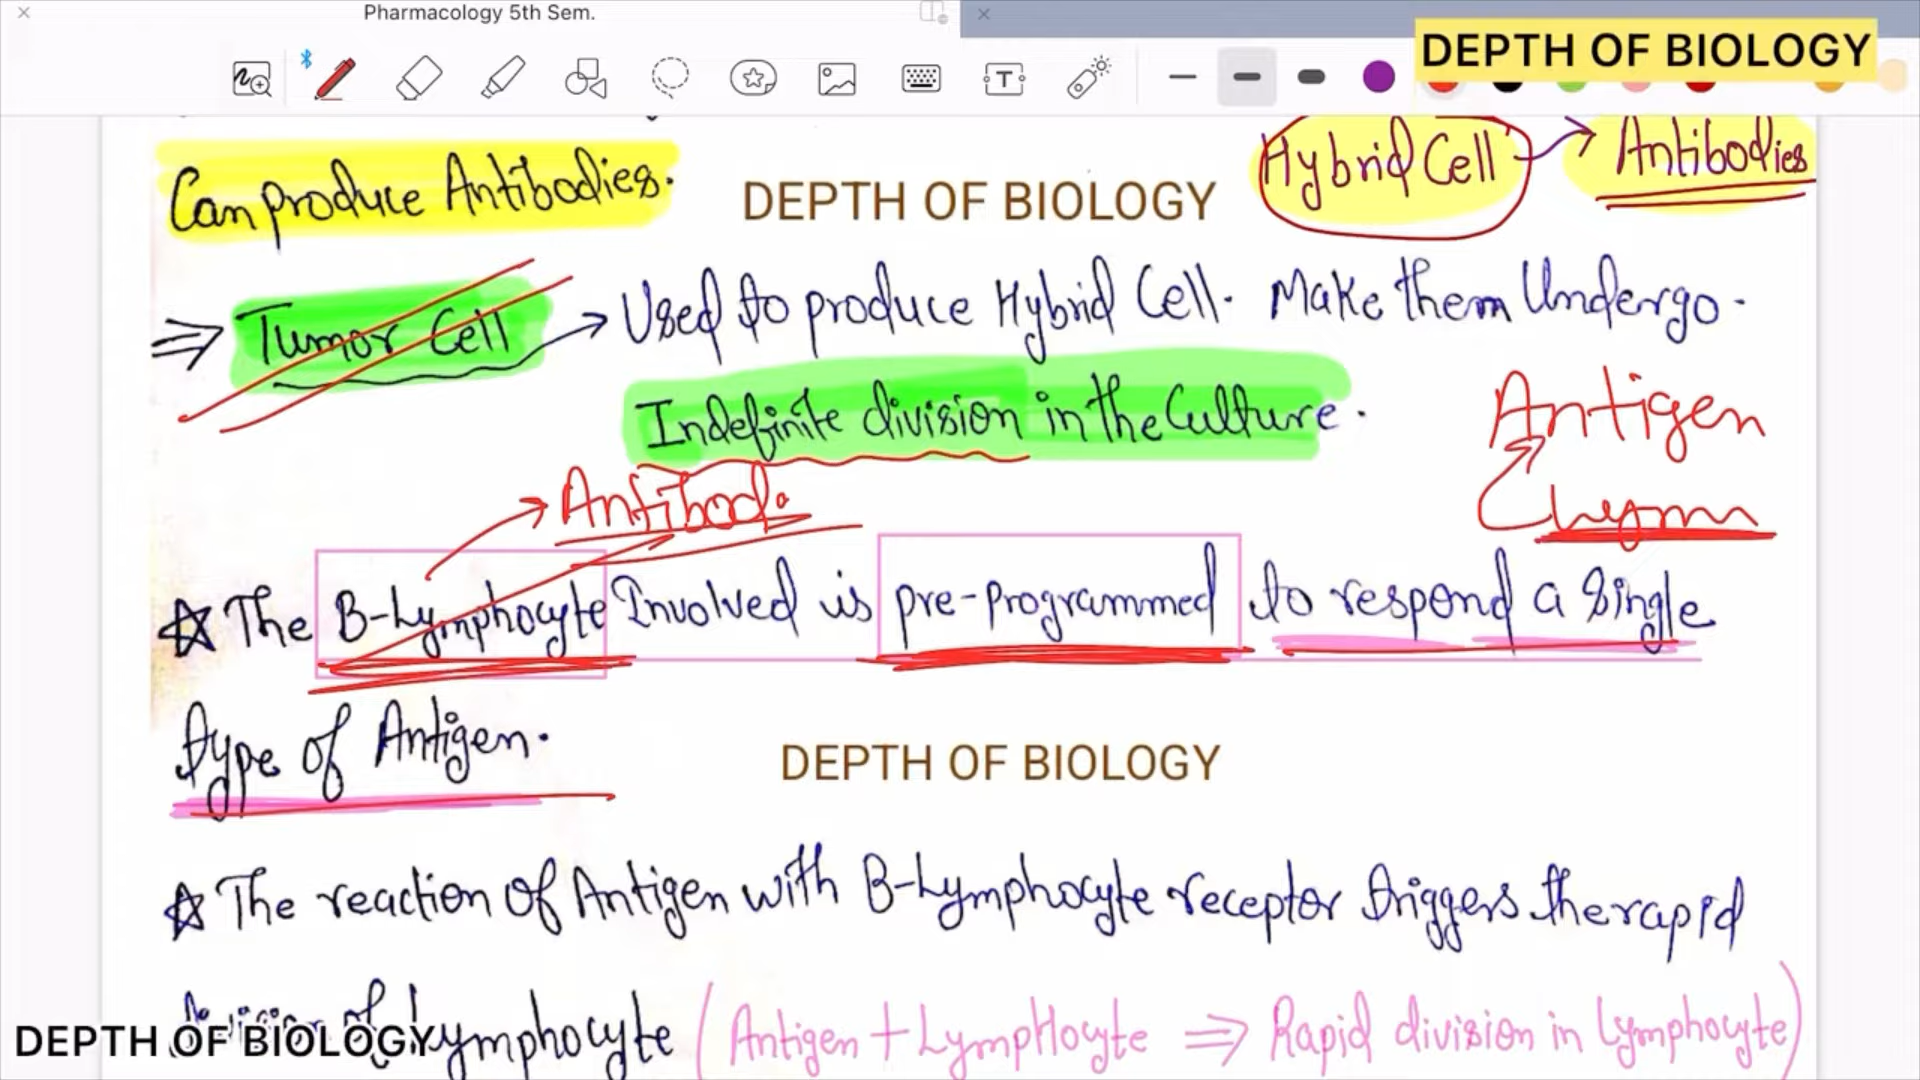 Pharmacology 5th Sem.
DEPTH OF BIOLOGY
Can produce Antibodies.
DEPTH OF BIOLOGY
Hybrid Cell → Antibodies
⇒ Tumor Cell → Used to produce Hybrid Cell. Make them Undergo.
Indefinite division in the Culture.
Antigen
Antibod
☆ The B-Lymphocyte Involved is pre-programmed to respond a Single
type of Antigen.
DEPTH OF BIOLOGY
☆ The reaction of Antigen with B-Lymphocyte receptor triggers the rapid
division of Lymphocyte (Antigen + LympHocyte ⇒ Rapid division in Lymphocyte)
DEPTH OF BIOLOGY